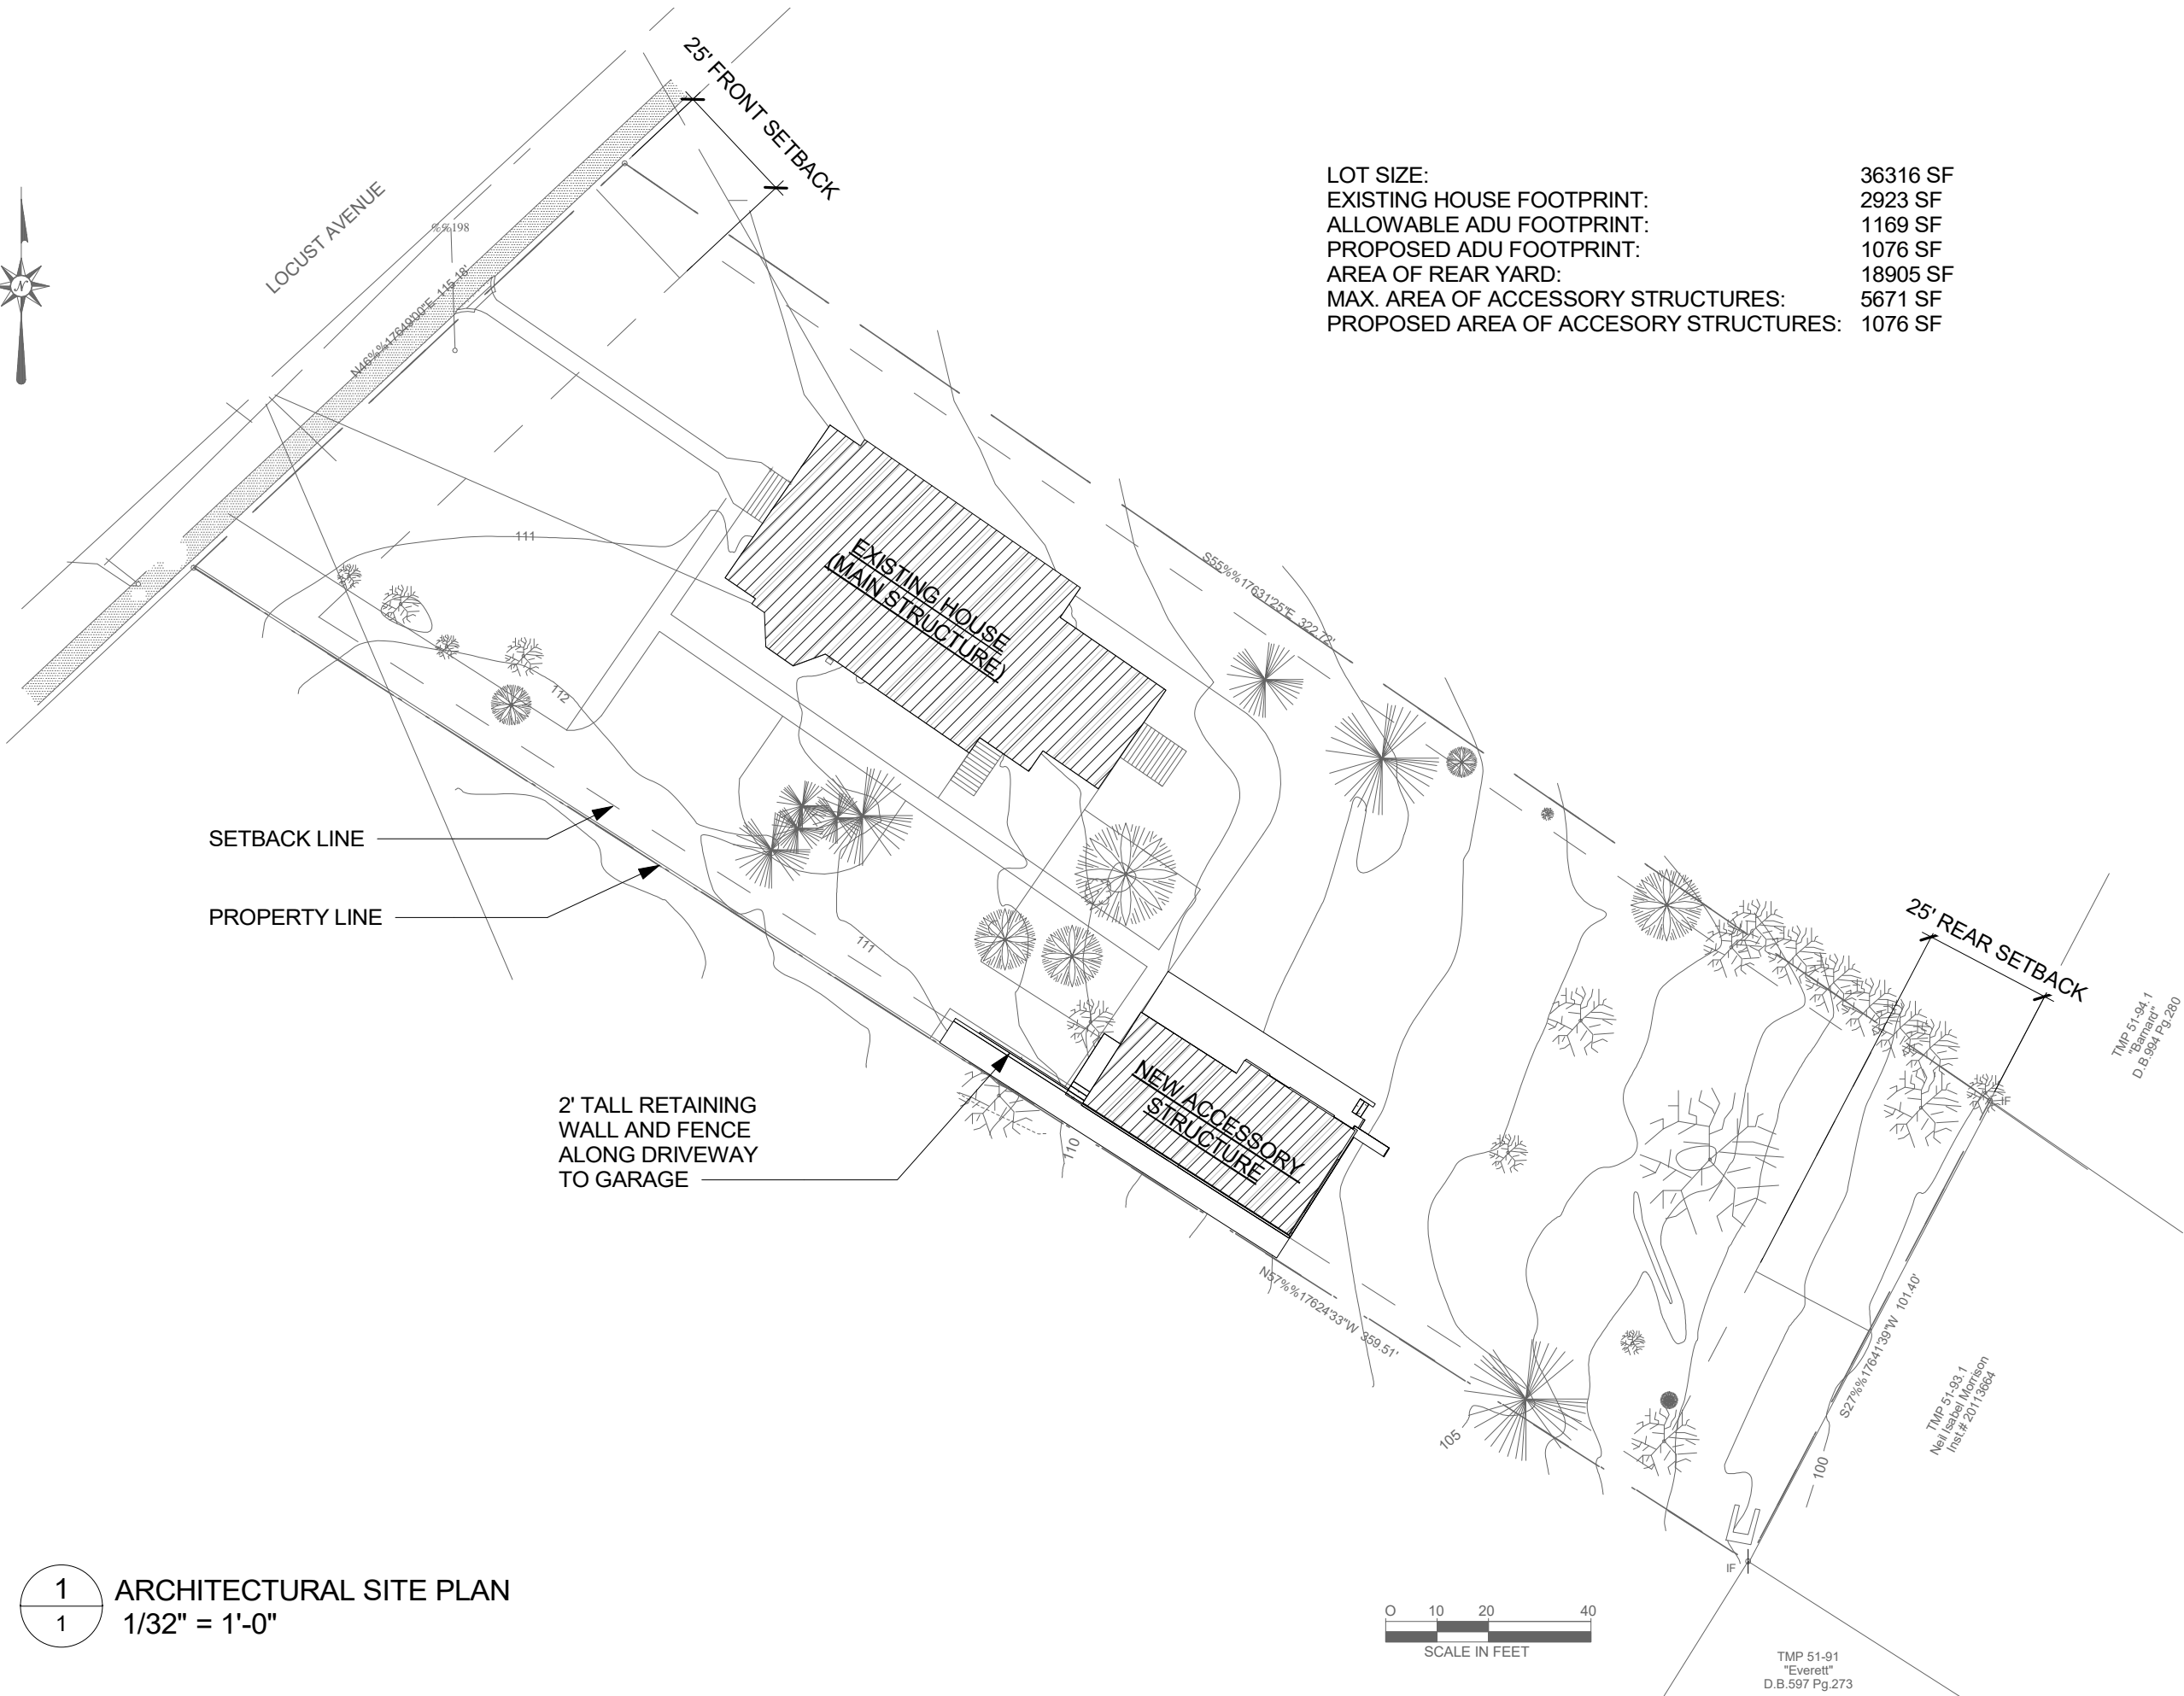 25' FRONT SETBACK
LOT SIZE: 36316 SF
EXISTING HOUSE FOOTPRINT: 2923 SF
ALLOWABLE ADU FOOTPRINT: 1169 SF
PROPOSED ADU FOOTPRINT: 1076 SF
AREA OF REAR YARD: 18905 SF
MAX. AREA OF ACCESSORY STRUCTURES: 5671 SF
PROPOSED AREA OF ACCESORY STRUCTURES: 1076 SF
LOCUST AVENUE
%%198
N
N46%%17649'00"E 115.18'
111
EXISTING HOUSE
(MAIN STRUCTURE)
S55%%17631'25"E 322.72'
112
SETBACK LINE
PROPERTY LINE
111
25' REAR SETBACK
TMP 51-94.1
"Barnard"
D.B.994 Pg.280
IF
NEW ACCESSORY
STRUCTURE
2' TALL RETAINING
WALL AND FENCE
ALONG DRIVEWAY
TO GARAGE
110
N57%%17624'33"W 359.51'
S27%%17641'39"W 101.40'
TMP 51-93.1
Neil Isabel Morrison
Inst.# 20113664
105
100
IF
1
1
ARCHITECTURAL SITE PLAN
1/32" = 1'-0"
O 10 20 40
SCALE IN FEET
TMP 51-91
"Everett"
D.B.597 Pg.273